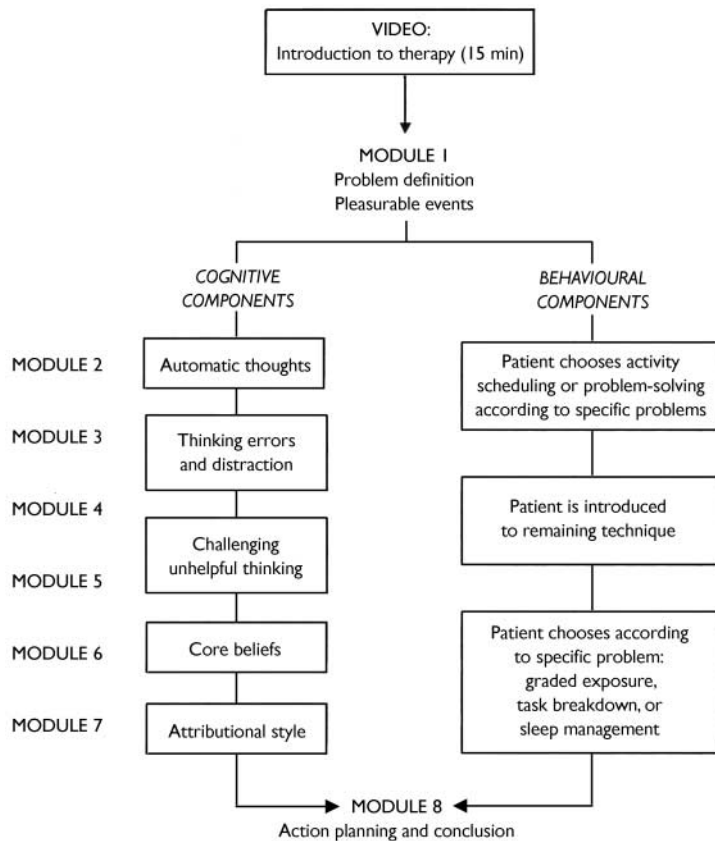 VIDEO:
Introduction to therapy (15 min)
MODULE 1
Problem definition
Pleasurable events
COGNITIVE
COMPONENTS
BEHAVIOURAL
COMPONENTS
MODULE 2
Automatic thoughts
Patient chooses activity
scheduling or problem-solving
according to specific problems
MODULE 3
Thinking errors
and distraction
MODULE 4
Patient is introduced
to remaining technique
Challenging
unhelpful thinking
MODULE 5
MODULE 6
Core beliefs
Patient chooses according
to specific problem:
graded exposure,
task breakdown, or
sleep management
MODULE 7
Attributional style
MODULE 8
Action planning and conclusion